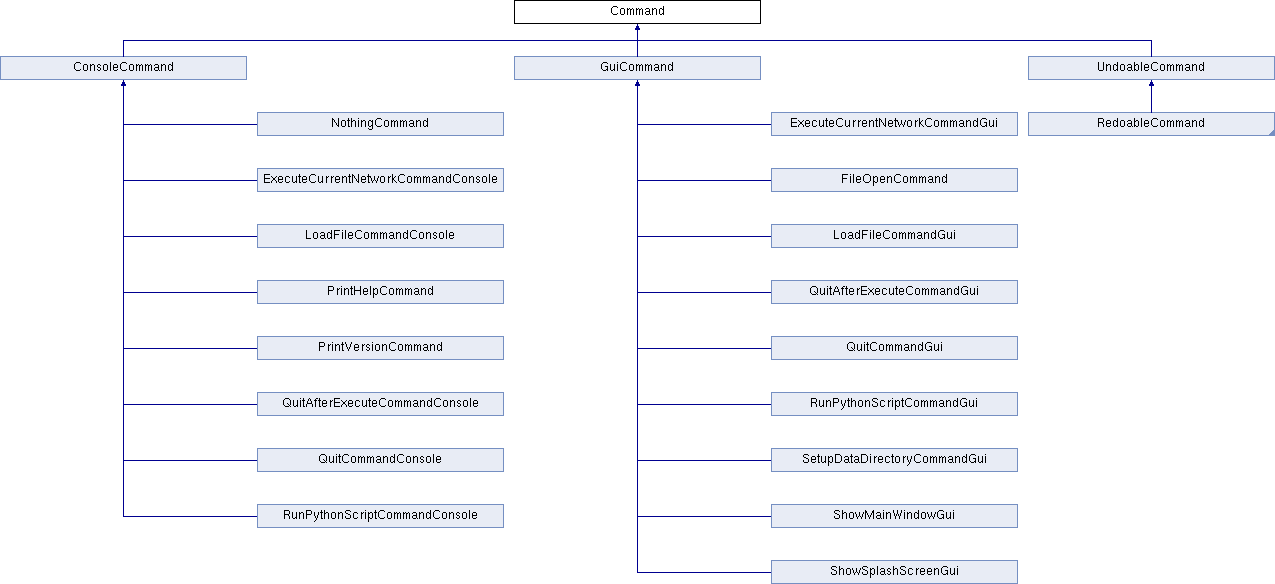 Command
ConsoleCommand
GuiCommand
UndoableCommand
NothingCommand
ExecuteCurrentNetworkCommandGui
RedoableCommand
ExecuteCurrentNetworkCommandConsole
FileOpenCommand
LoadFileCommandConsole
LoadFileCommandGui
PrintHelpCommand
QuitAfterExecuteCommandGui
PrintVersionCommand
QuitCommandGui
QuitAfterExecuteCommandConsole
RunPythonScriptCommandGui
QuitCommandConsole
SetupDataDirectoryCommandGui
RunPythonScriptCommandConsole
ShowMainWindowGui
ShowSplashScreenGui